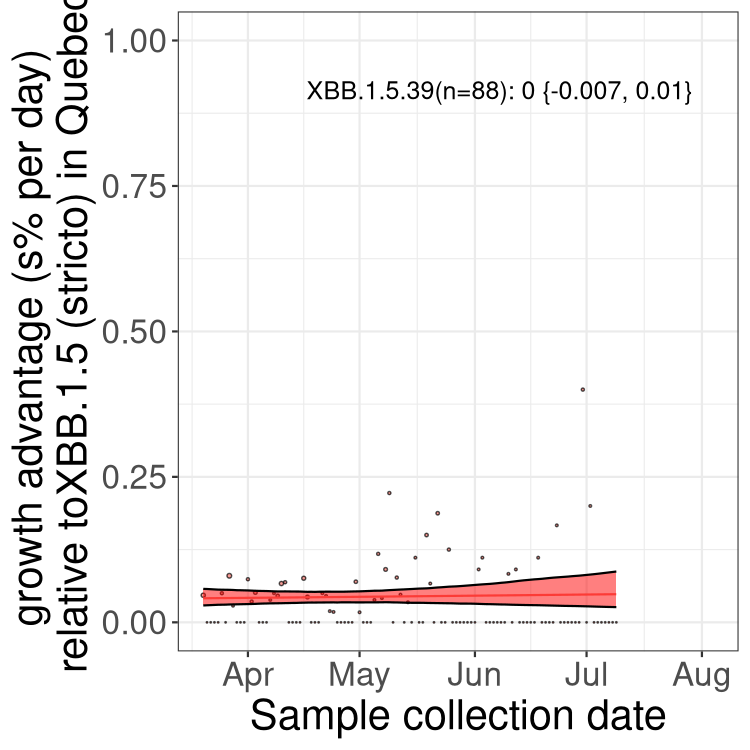 growth advantage (s% per day)
relative toXBB.1.5 (stricto) in Quebec
1.00
0.75
0.50
0.25
0.00
XBB.1.5.39(n=88): 0 {-0.007, 0.01}
Apr May Jun Jul Aug
Sample collection date